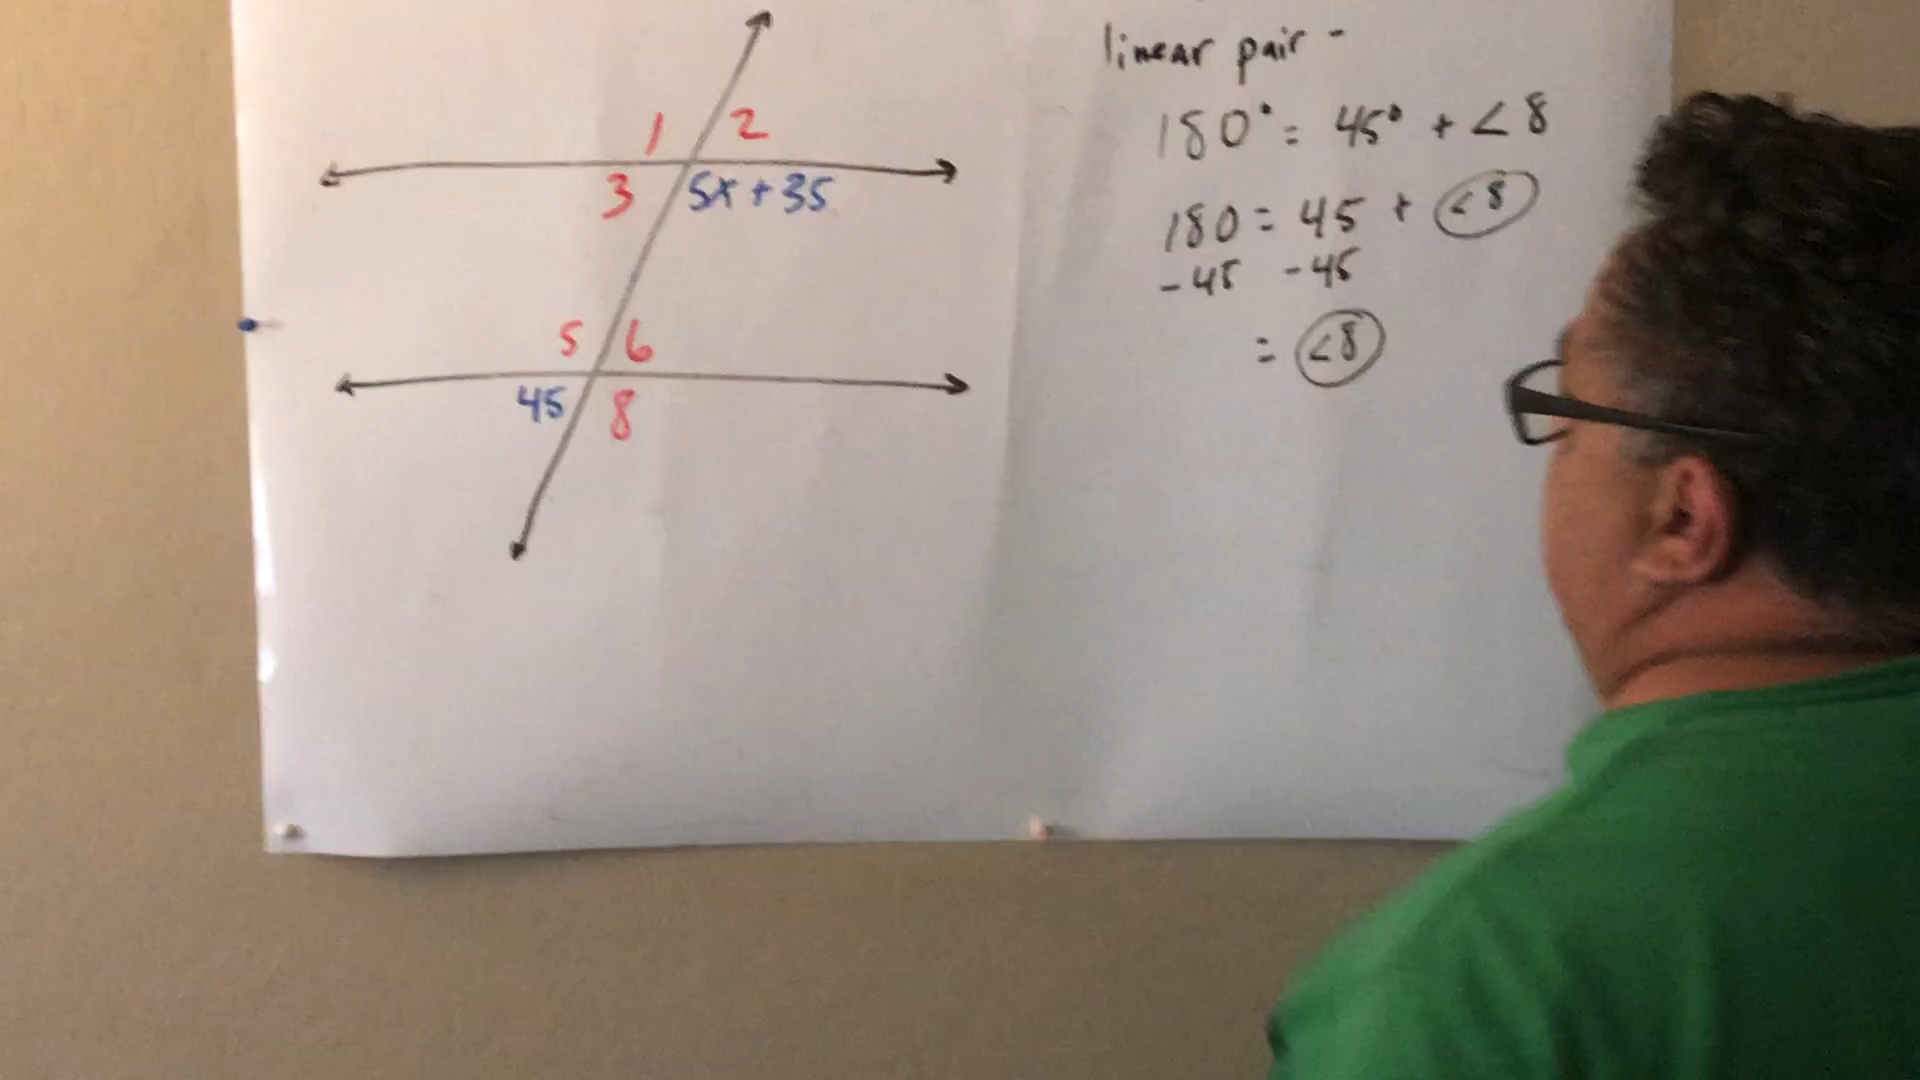 1 2
3 5x+35
5 6
45 8
linear pair -
180° = 45° + <8
180 = 45 + <8
-45 -45
= <8